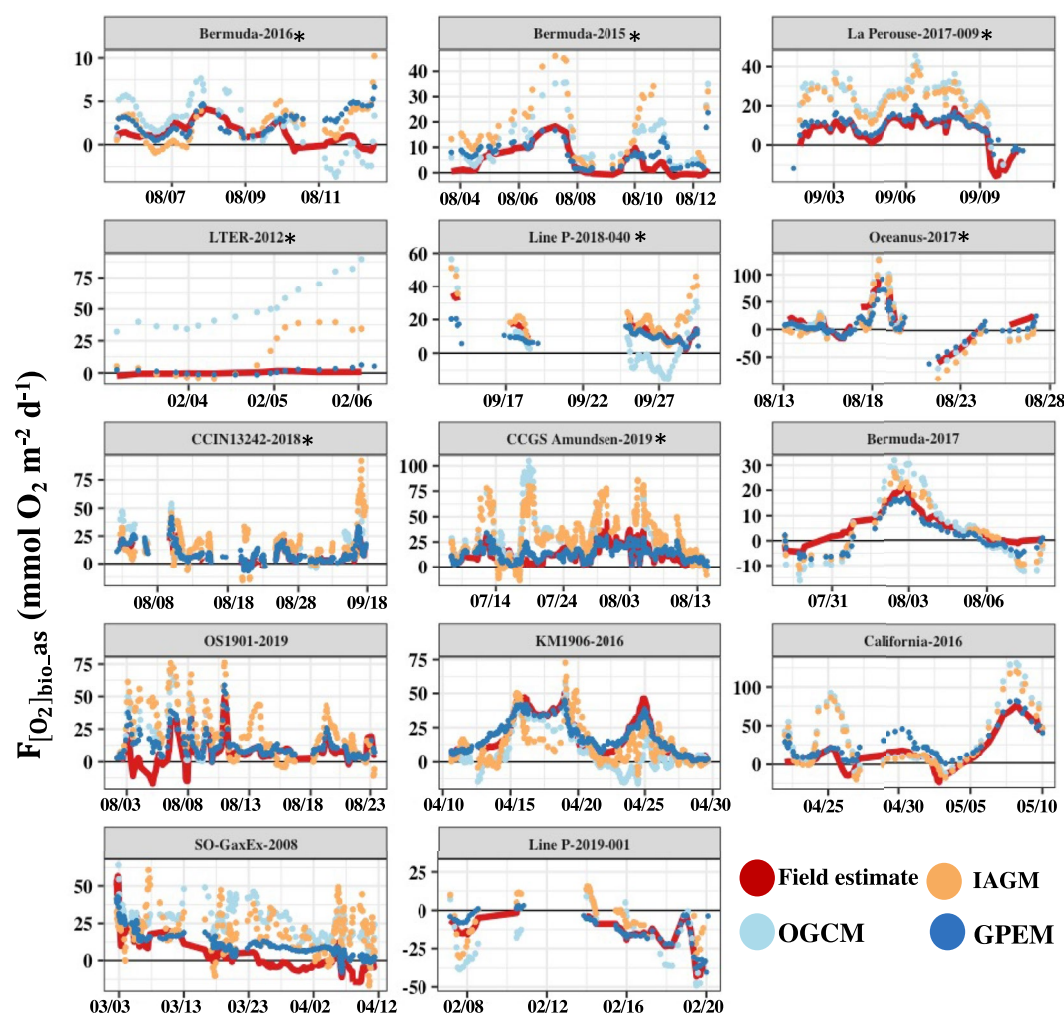 Bermuda-2016*
Bermuda-2015*
La Perouse-2017-009*
10
5
0
08/07 08/09 08/11
40
30
20
10
0
08/04 08/06 08/08 08/10 08/12
40
20
0
09/03 09/06 09/09
LTER-2012*
Line P-2018-040 *
Oceanus-2017*
75
50
25
0
02/04 02/05 02/06
60
40
20
0
09/17 09/22 09/27
100
50
0
-50
08/13 08/18 08/23 08/28
F[O2]bio_as (mmol O2 m-2 d-1)
CCIN13242-2018*
CCGS Amundsen-2019*
Bermuda-2017
75
50
25
0
08/08 08/18 08/28 09/18
100
75
50
25
0
07/14 07/24 08/03 08/13
30
20
10
0
-10
07/31 08/03 08/06
OS1901-2019
KM1906-2016
California-2016
75
50
25
0
08/03 08/08 08/13 08/18 08/23
75
50
25
0
04/10 04/15 04/20 04/25 04/30
100
50
0
04/25 04/30 05/05 05/10
SO-GasEx-2008
Line P-2019-001
50
25
0
03/03 03/13 03/23 04/02 04/12
25
0
-25
-50
02/08 02/12 02/16 02/20
Field estimate
IAGM
OGCM
GPEM